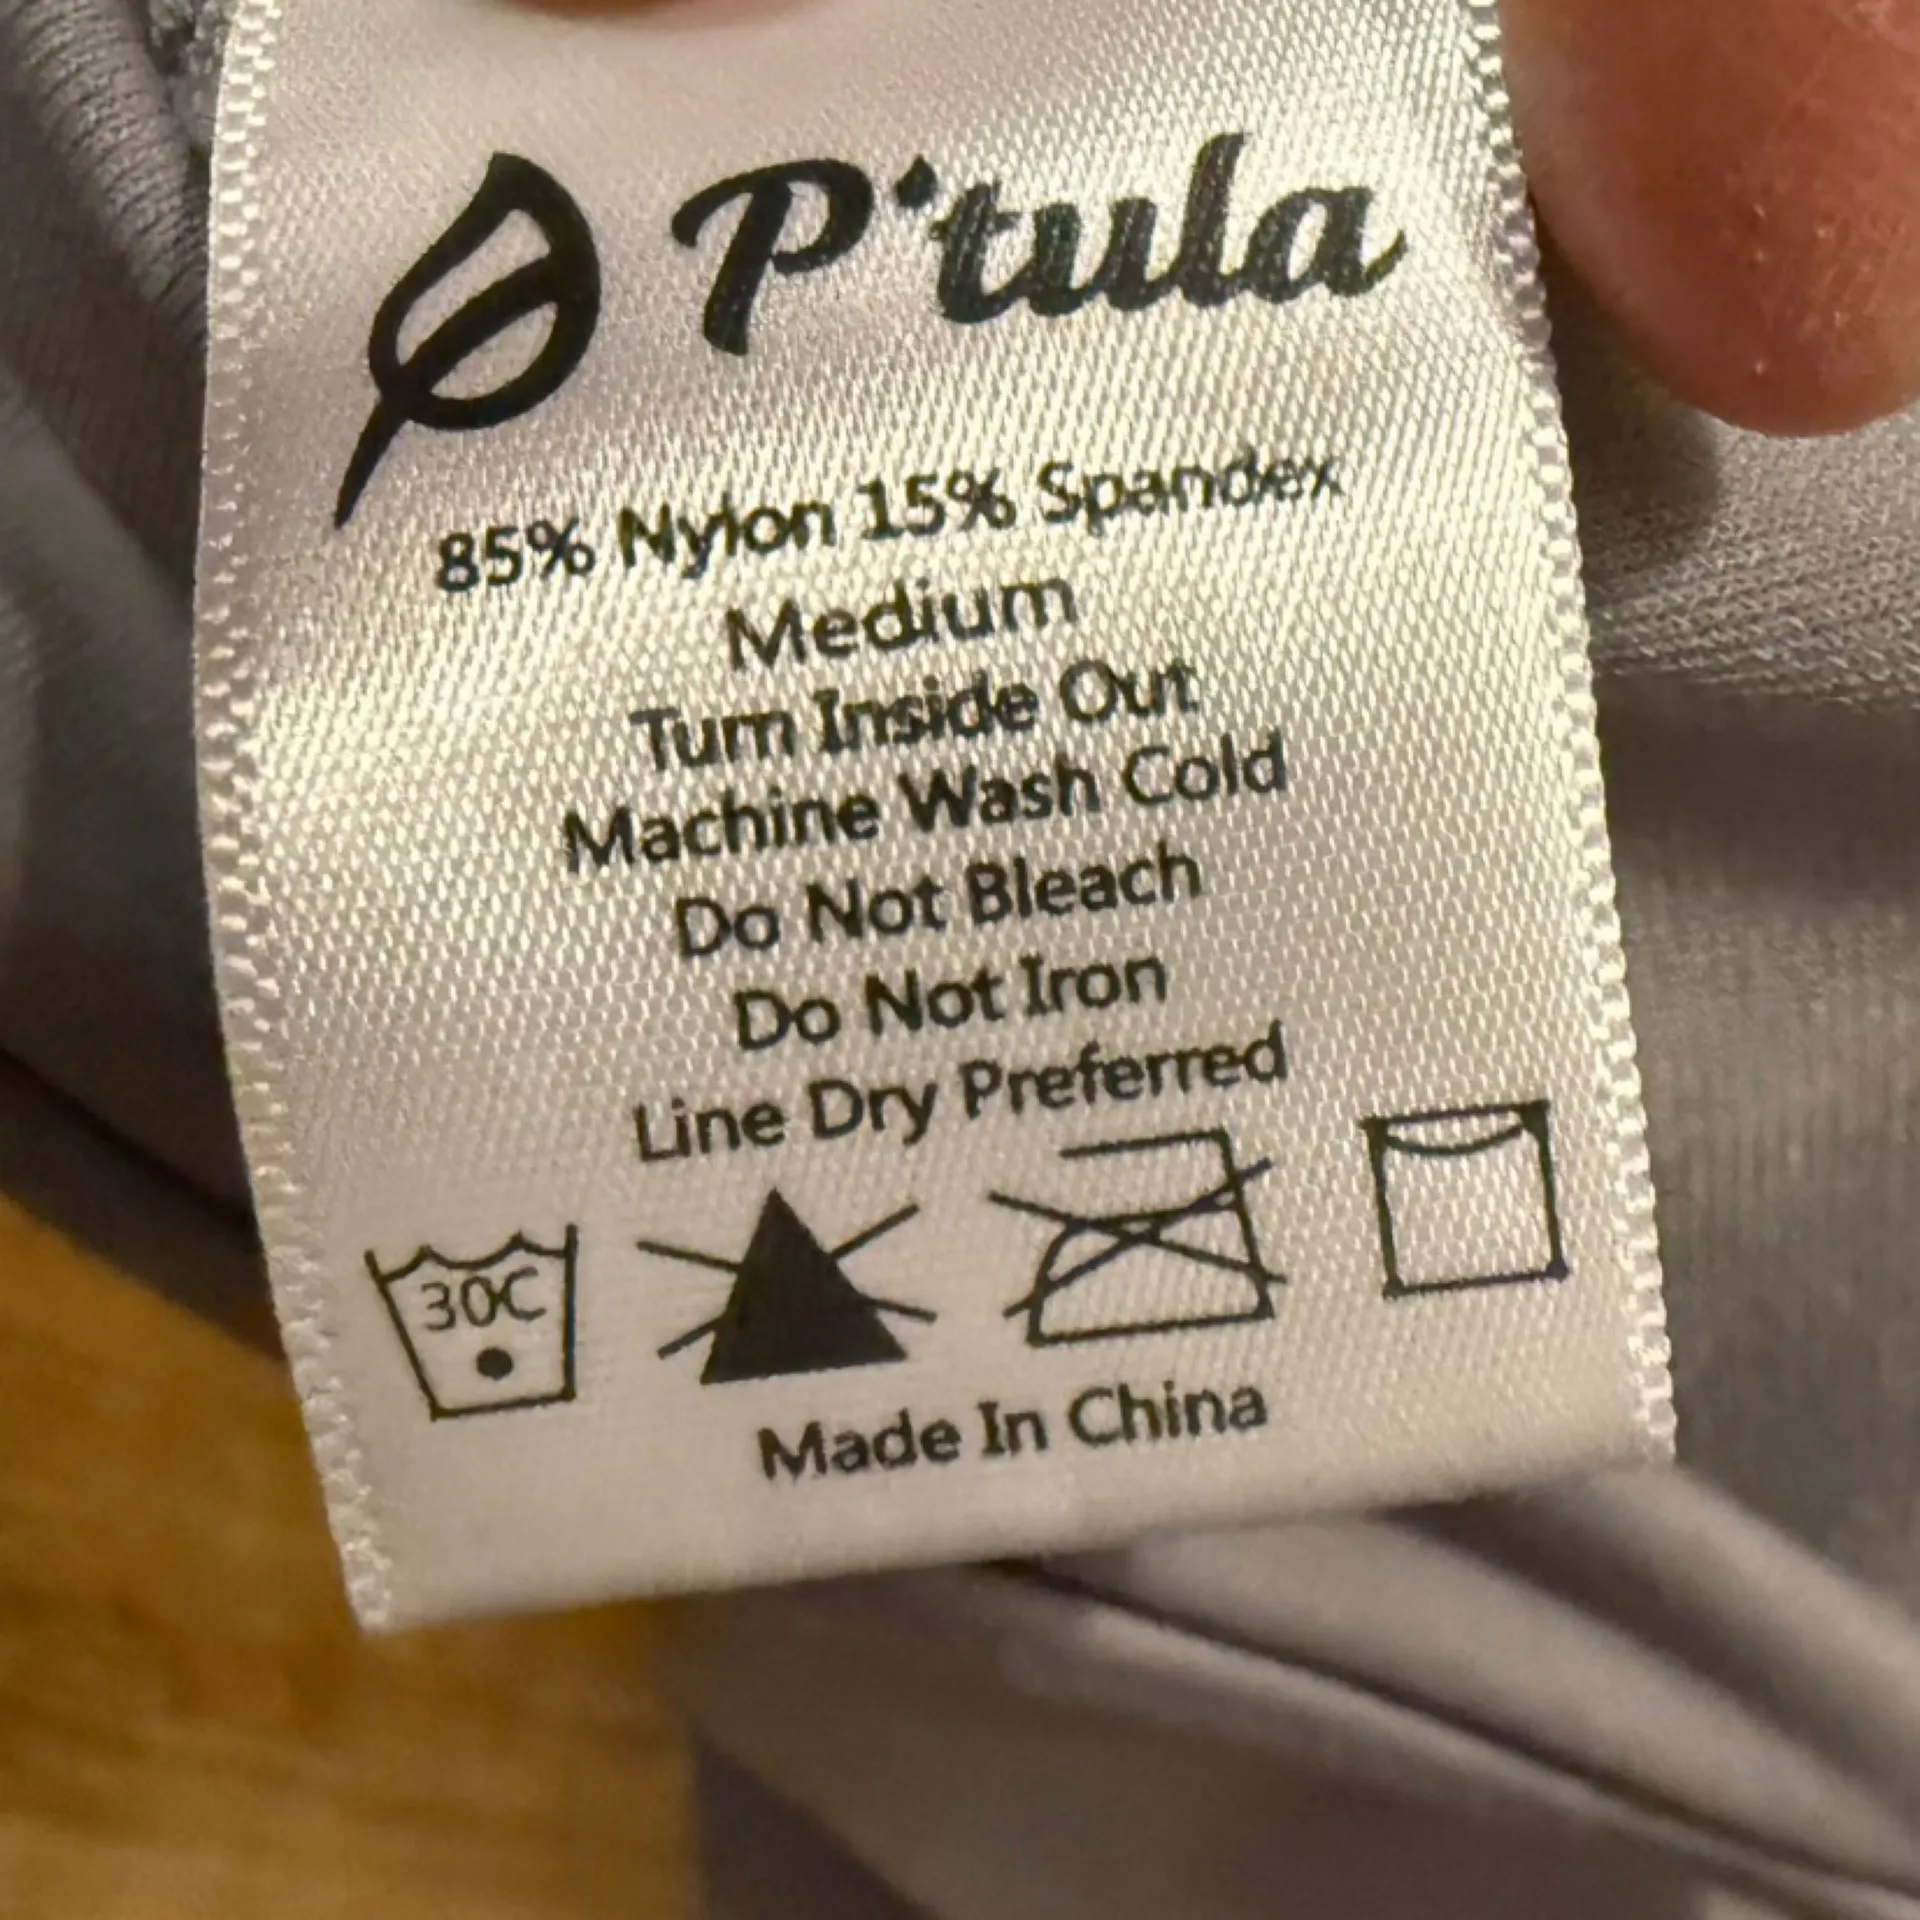 P'tula
85% Nylon 15% Spandex
Medium
Turn Inside Out
Machine Wash Cold
Do Not Bleach
Do Not Iron
Line Dry Preferred
30C
Made In China